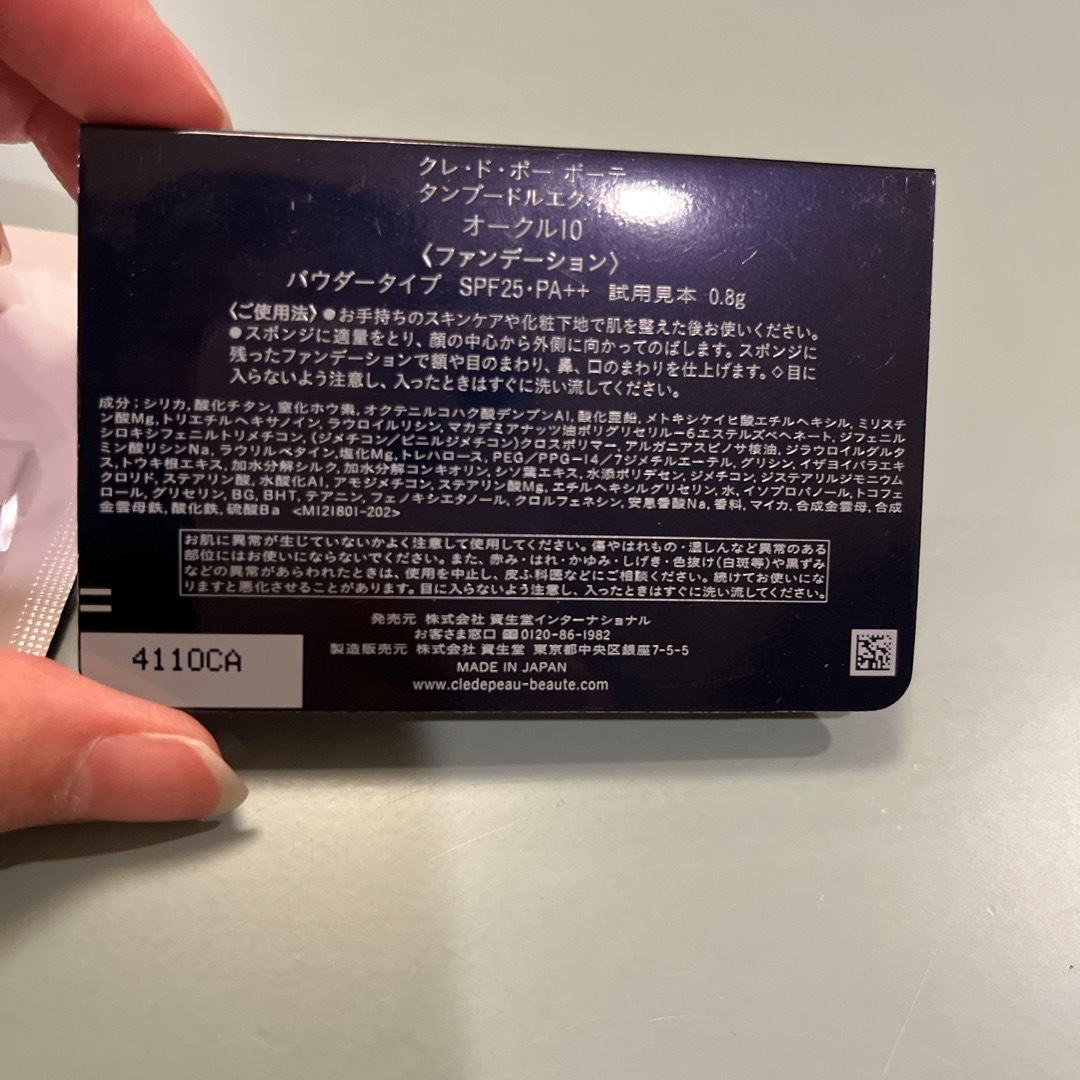 クレ・ド・ポー ボーテ
タンプードルエク
オークル10
〈ファンデーション〉
パウダータイプ SPF25・PA++ 試用見本 0.8g
〈ご使用法〉●お手持ちのスキンケアや化粧下地で肌を整えた後お使いください。
●スポンジに適量をとり、顔の中心から外側に向かってのばします。スポンジに
残ったファンデーションで額や目のまわり、鼻、口のまわりを仕上げます。◇目に
入らないよう注意し、入ったときはすぐに洗い流してください。
成分：シリカ, 酸化チタン, 窒化ホウ素, オクテニルコハク酸デンプンAl, 酸化亜鉛, メトキシケイヒ酸エチルヘキシル, ミリスチ
ン酸Mg, トリエチルヘキサノイン, ラウロイルリシン, マカデミアナッツ油ポリグリセリル-6エステルズベヘネート, ジフェニル
シロキシフェニルトリメチコン, (ジメチコン/ビニルジメチコン)クロスポリマー, アルガニアスピノサ核油, ジラウロイルグルタ
ミン酸リシンNa, ラウリルベタイン, 塩化Mg, トレハロース, PEG/PPG-14/7ジメチルエーテル, グリシン, イザヨイバラエキ
ス, トウキ根エキス, 加水分解シルク, 加水分解コンキオリン, シソ葉エキス, 水添ポリデセン, ジメチコン, ジステアリルジモニウム
クロリド, ステアリン酸, 水酸化Al, アモジメチコン, ステアリン酸Mg, エチルヘキシルグリセリン, 水, イソプロパノール, トコフェ
ロール, グリセリン, BG, BHT, テアニン, フェノキシエタノール, クロルフェネシン, 安息香酸Na, 香料, マイカ, 合成金雲母, 合成
金雲母鉄, 酸化鉄, 硫酸Ba <M121801-202>
お肌に異常が生じていないかよく注意して使用してください。傷やはれもの・湿しんなど異常のある
部位にはお使いにならないでください。また、赤み・はれ・かゆみ・しげき・色抜け(白斑等)や黒ずみ
などの異常があらわれたときは、使用を中止し、皮ふ科医などにご相談ください。続けてお使いにな
りますと悪化させることがあります。目に入らないよう注意し、入ったときはすぐに洗い流してください。
発売元 株式会社 資生堂インターナショナル
お客さま窓口 0120-86-1982
製造販売元 株式会社 資生堂 東京都中央区銀座7-5-5
MADE IN JAPAN
www.cledepeau-beaute.com
4110CA